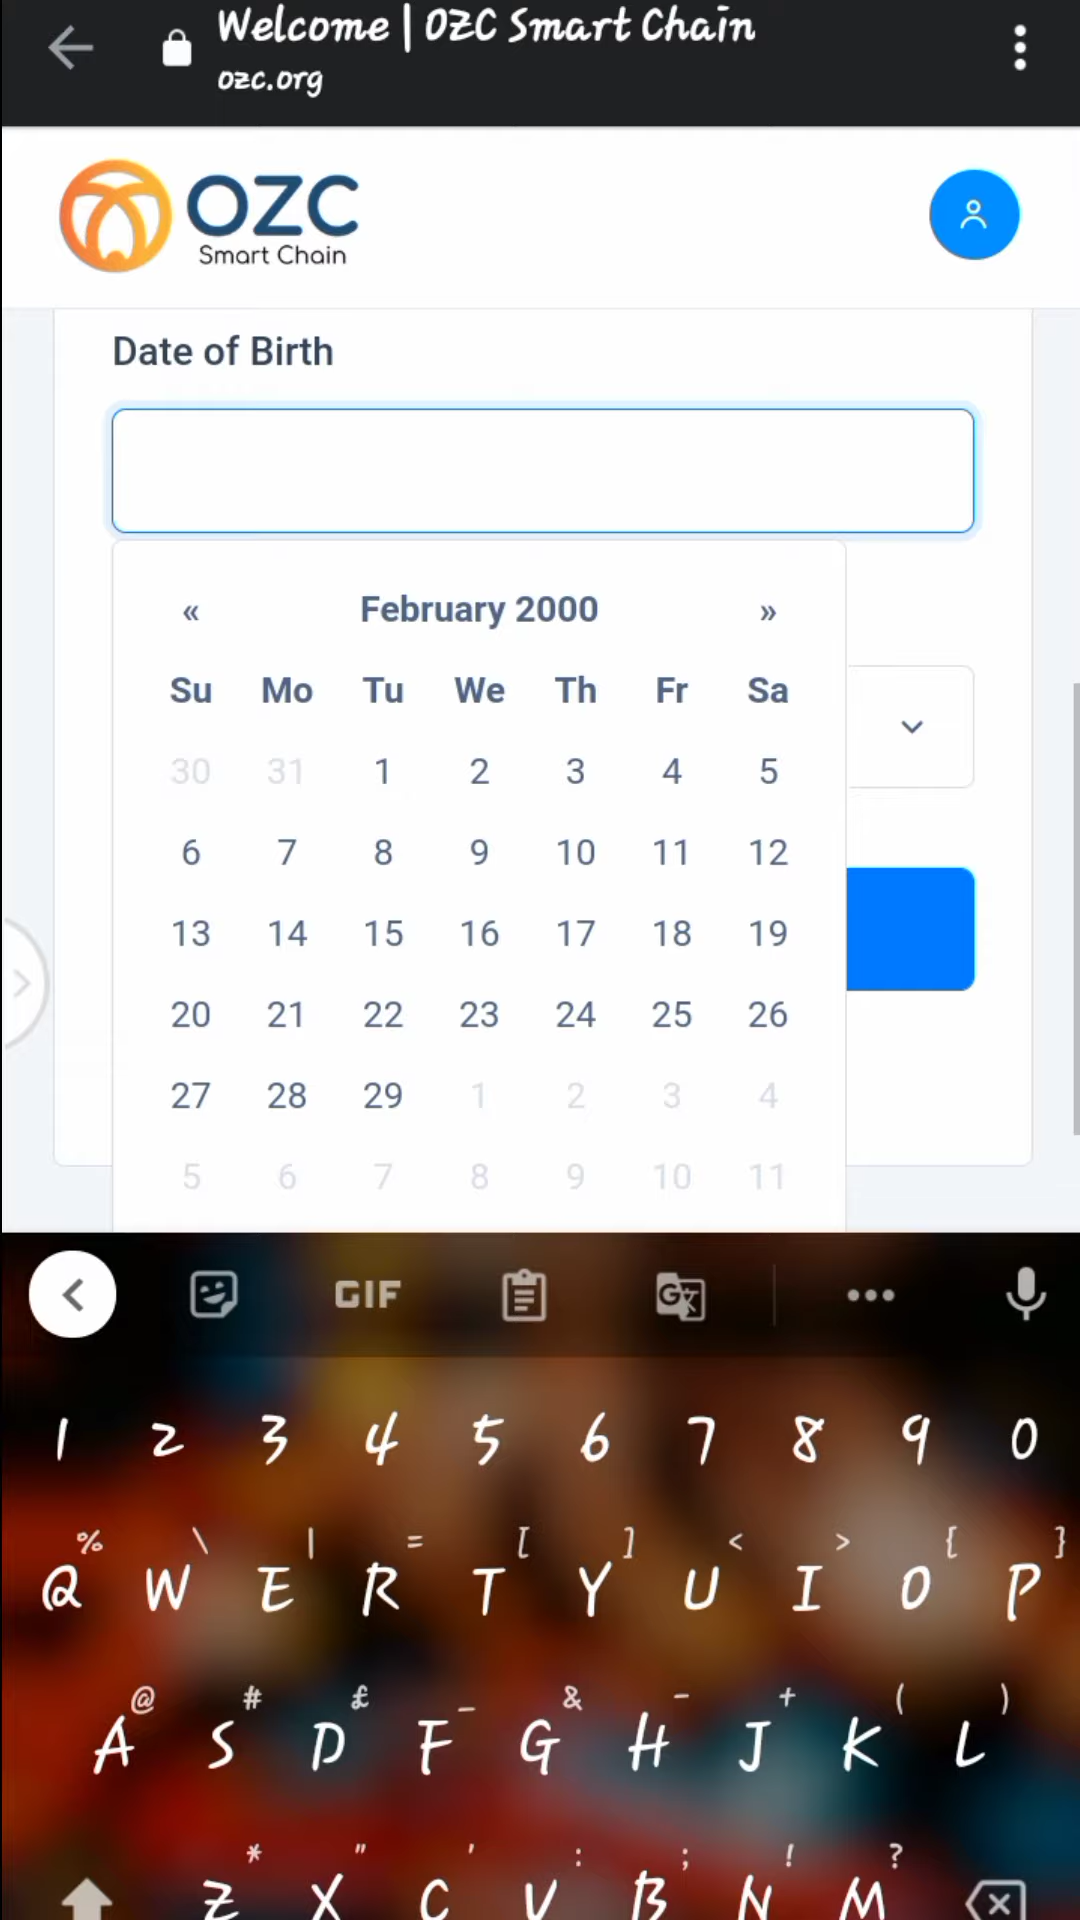 Welcome | OZC Smart Chain
ozc.org
OZC
Smart Chain
Date of Birth
« February 2000 »
Su Mo Tu We Th Fr Sa
30 31 1 2 3 4 5
6 7 8 9 10 11 12
13 14 15 16 17 18 19
20 21 22 23 24 25 26
27 28 29 1 2 3 4
5 6 7 8 9 10 11
GIF
1 2 3 4 5 6 7 8 9 0
% \ | = [ ] < > { }
Q W E R T Y U I O P
@ # £ _ & - + ( )
A S D F G H J K L
* " ' : ; ! ?
Z X C V B N M